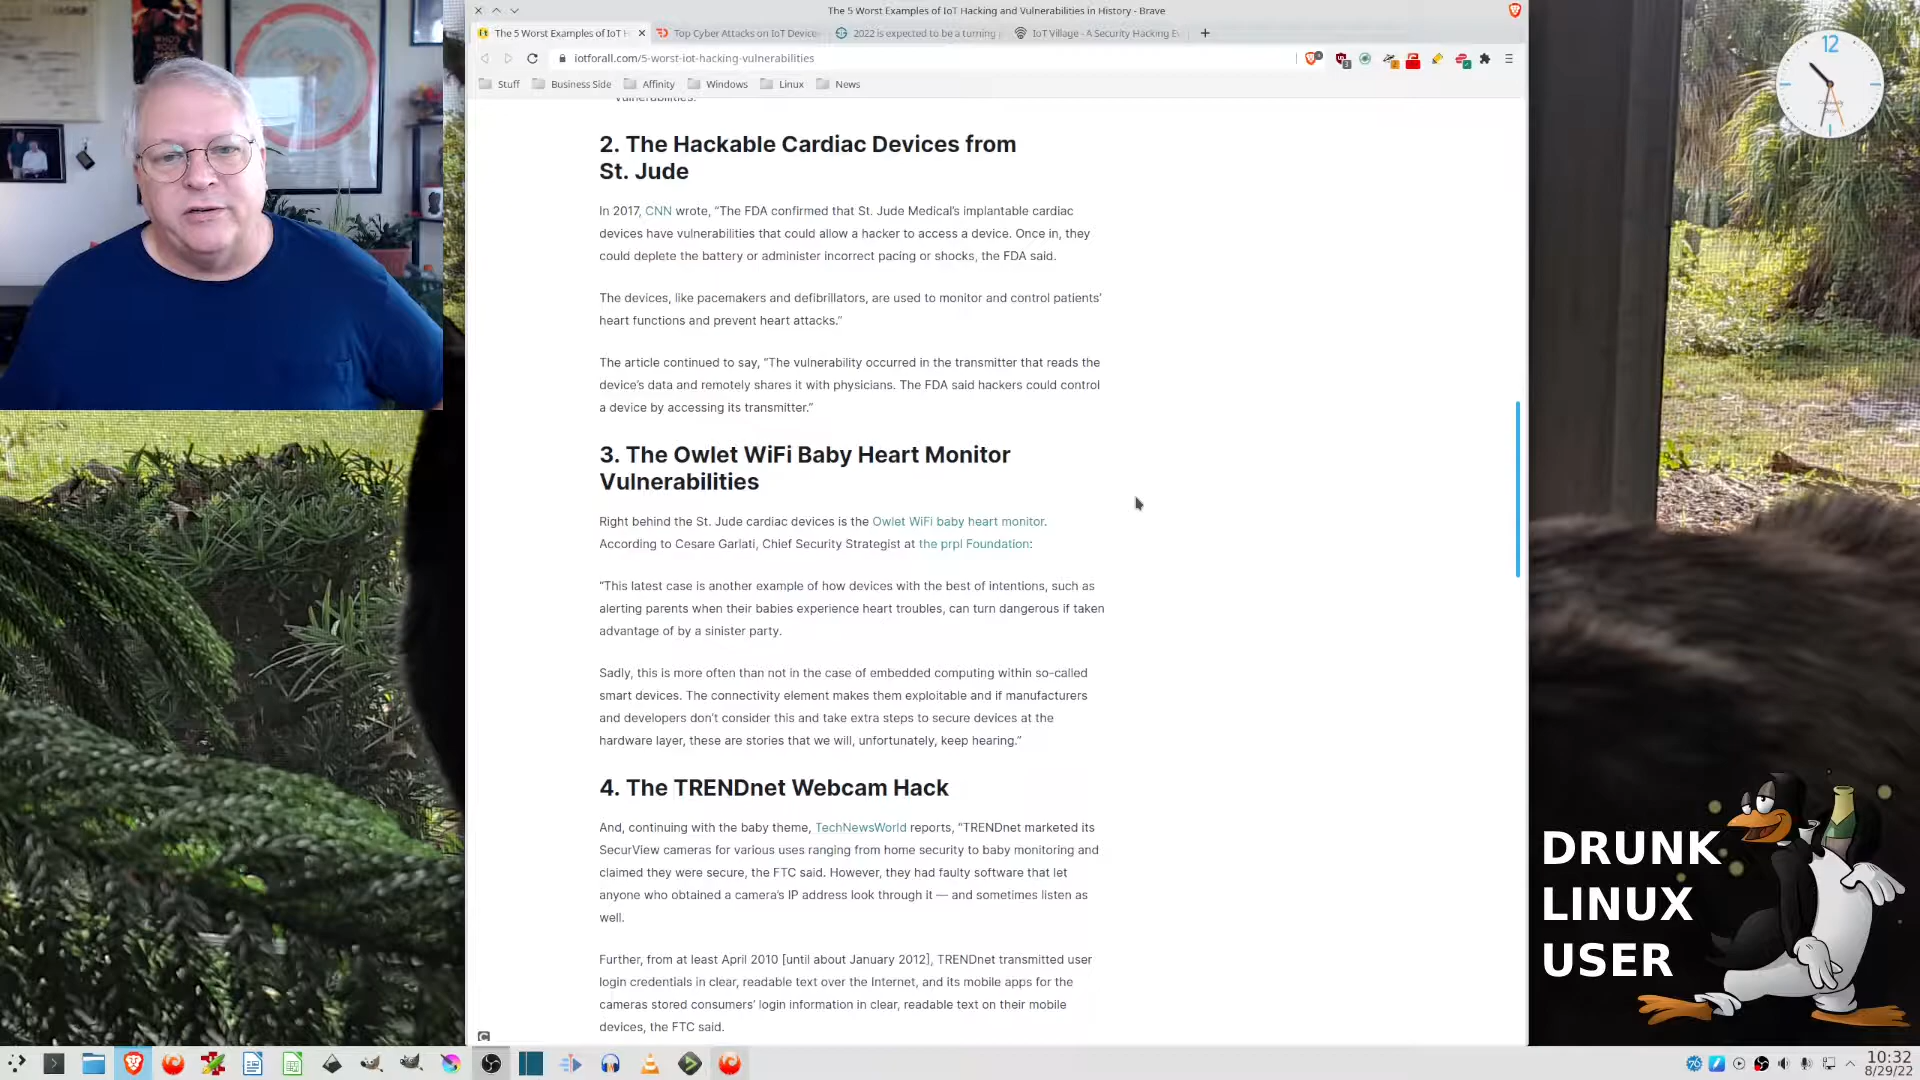 The 5 Worst Examples of IoT Hacking and Vulnerabilities in History - Brave
The 5 Worst Examples of IoT H
Top Cyber Attacks on IoT Device
2022 is expected to be a turning
IoT Village - A Security Hacking E
iotforall.com/5-worst-iot-hacking-vulnerabilities
Stuff
Business Side
Affinity
Windows
Linux
News
12
vulnerabilities.
2. The Hackable Cardiac Devices from
St. Jude
In 2017, CNN wrote, “The FDA confirmed that St. Jude Medical’s implantable cardiac
devices have vulnerabilities that could allow a hacker to access a device. Once in, they
could deplete the battery or administer incorrect pacing or shocks, the FDA said.
The devices, like pacemakers and defibrillators, are used to monitor and control patients’
heart functions and prevent heart attacks.”
The article continued to say, “The vulnerability occurred in the transmitter that reads the
device’s data and remotely shares it with physicians. The FDA said hackers could control
a device by accessing its transmitter.”
3. The Owlet WiFi Baby Heart Monitor
Vulnerabilities
Right behind the St. Jude cardiac devices is the Owlet WiFi baby heart monitor.
According to Cesare Garlati, Chief Security Strategist at the prpl Foundation:
“This latest case is another example of how devices with the best of intentions, such as
alerting parents when their babies experience heart troubles, can turn dangerous if taken
advantage of by a sinister party.
Sadly, this is more often than not in the case of embedded computing within so-called
smart devices. The connectivity element makes them exploitable and if manufacturers
and developers don’t consider this and take extra steps to secure devices at the
hardware layer, these are stories that we will, unfortunately, keep hearing.”
4. The TRENDnet Webcam Hack
And, continuing with the baby theme, TechNewsWorld reports, “TRENDnet marketed its
SecurView cameras for various uses ranging from home security to baby monitoring and
claimed they were secure, the FTC said. However, they had faulty software that let
anyone who obtained a camera’s IP address look through it — and sometimes listen as
well.
Further, from at least April 2010 [until about January 2012], TRENDnet transmitted user
login credentials in clear, readable text over the Internet, and its mobile apps for the
cameras stored consumers’ login information in clear, readable text on their mobile
devices, the FTC said.
DRUNK
LINUX
USER
10:32
8/29/22